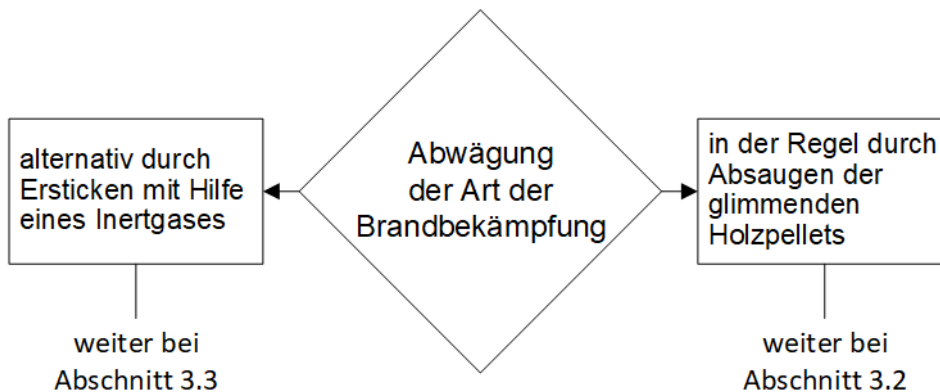 alternativ durch
Ersticken mit Hilfe
eines Inertgases
weiter bei
Abschnitt 3.3
Abwägung
der Art der
Brandbekämpfung
in der Regel durch
Absaugen der
glimmenden
Holzpellets
weiter bei
Abschnitt 3.2